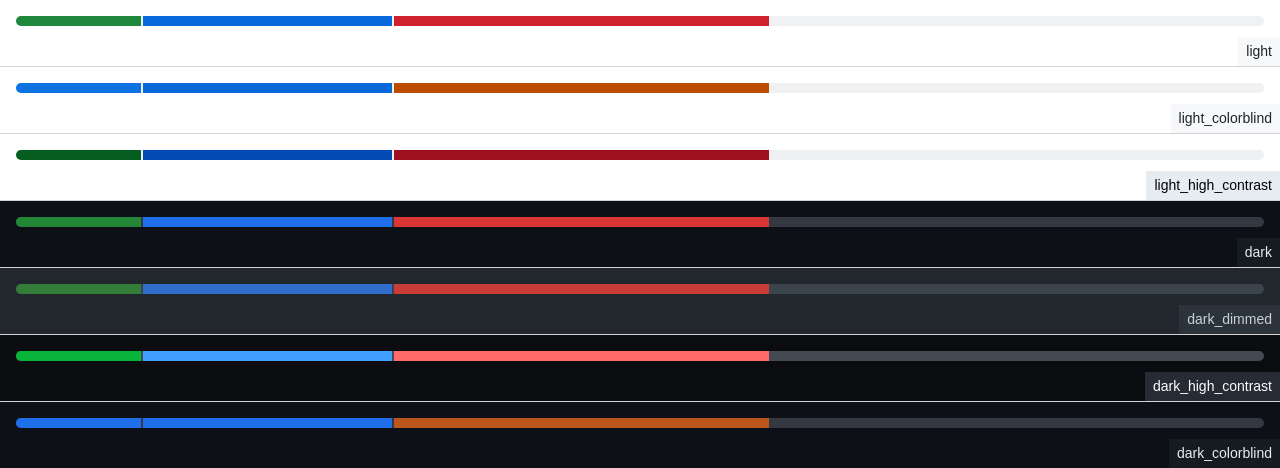 light
light_colorblind
light_high_contrast
dark
dark_dimmed
dark_high_contrast
dark_colorblind